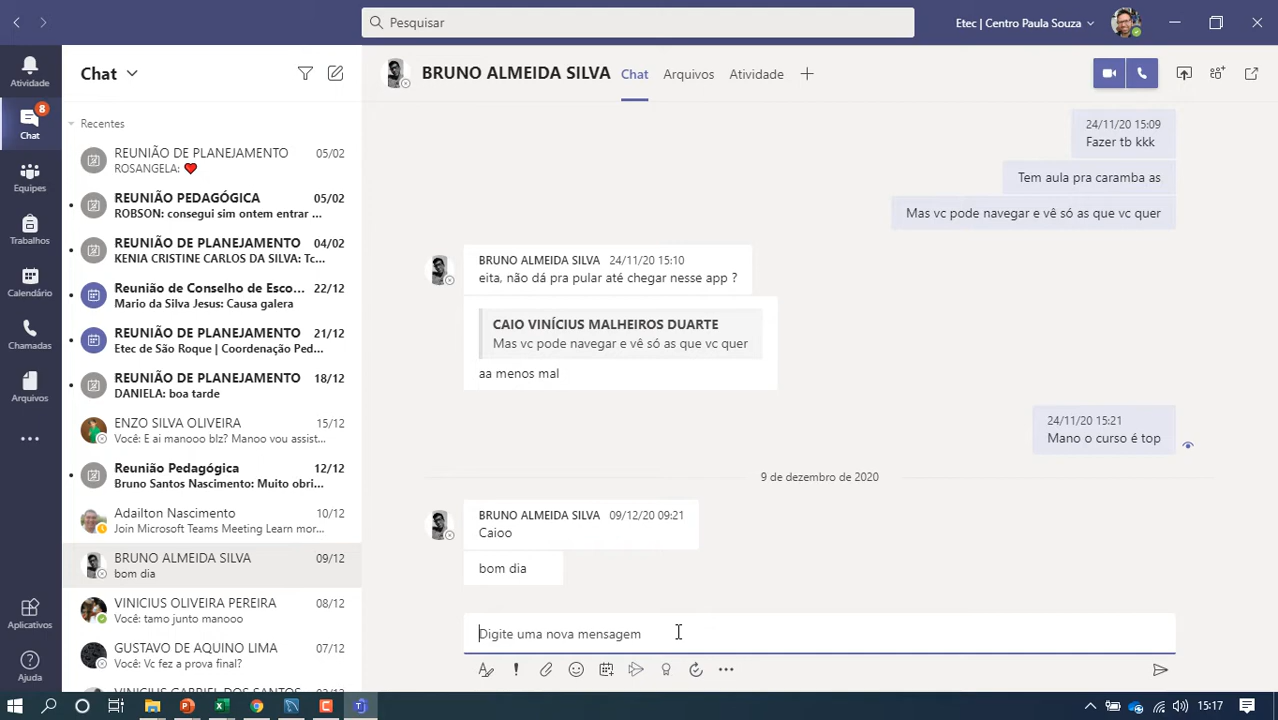 Pesquisar
Etec | Centro Paula Souza
Atividade
8
Chat
Equipes
Trabalhos
Calendário
Chamadas
Arquivos
Aplicativos
Ajuda
Chat
Recentes
REUNIÃO DE PLANEJAMENTO 05/02
ROSANGELA: ❤️
REUNIÃO PEDAGÓGICA 05/02
ROBSON: consegui sim ontem entrar ...
REUNIÃO DE PLANEJAMENTO 04/02
KENIA CRISTINE CARLOS DA SILVA: Tc...
Reunião de Conselho de Esco... 22/12
Mario da Silva Jesus: Causa galera
REUNIÃO DE PLANEJAMENTO 21/12
Etec de São Roque | Coordenação Ped...
REUNIÃO DE PLANEJAMENTO 18/12
DANIELA: boa tarde
ENZO SILVA OLIVEIRA 15/12
Você: E ai manooo blz? Manoo vou assist...
Reunião Pedagógica 12/12
Bruno Santos Nascimento: Muito obri...
Adailton Nascimento 10/12
Join Microsoft Teams Meeting Learn mor...
BRUNO ALMEIDA SILVA 09/12
bom dia
VINICIUS OLIVEIRA PEREIRA 08/12
Você: tamo junto manooo
GUSTAVO DE AQUINO LIMA 07/12
Você: Vc fez a prova final?
VINICIUS GABRIEL DOS SANTOS
BRUNO ALMEIDA SILVA Chat Arquivos Atividade
24/11/20 15:09
Fazer tb kkk
Tem aula pra caramba as
Mas vc pode navegar e vê só as que vc quer
BRUNO ALMEIDA SILVA 24/11/20 15:10
eita, não dá pra pular até chegar nesse app ?
CAIO VINÍCIUS MALHEIROS DUARTE
Mas vc pode navegar e vê só as que vc quer
aa menos mal
24/11/20 15:21
Mano o curso é top
9 de dezembro de 2020
BRUNO ALMEIDA SILVA 09/12/20 09:21
Caioo
bom dia
Digite uma nova mensagem
15:17